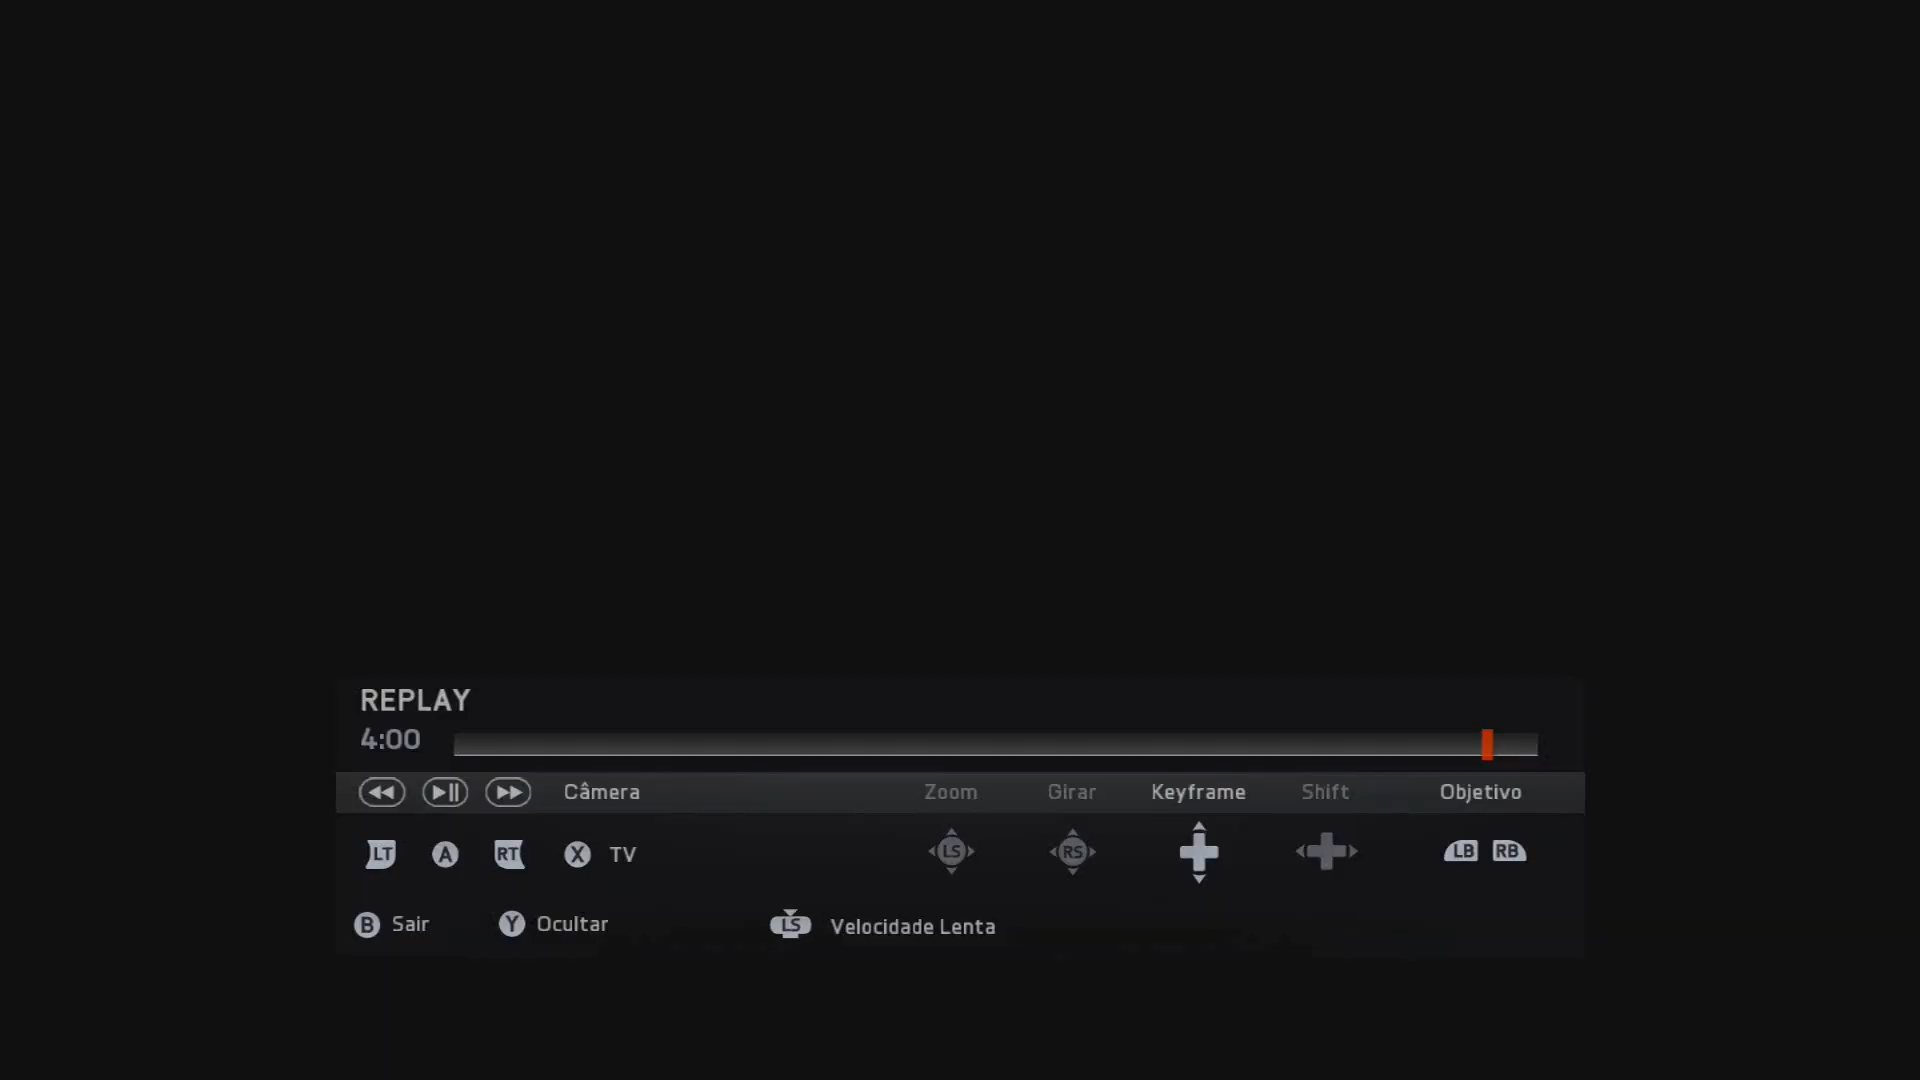 REPLAY
4:00
Câmera Zoom Girar Keyframe Shift Objetivo
LT A RT X TV LS RS LB RB
B Sair Y Ocultar LS Velocidade Lenta